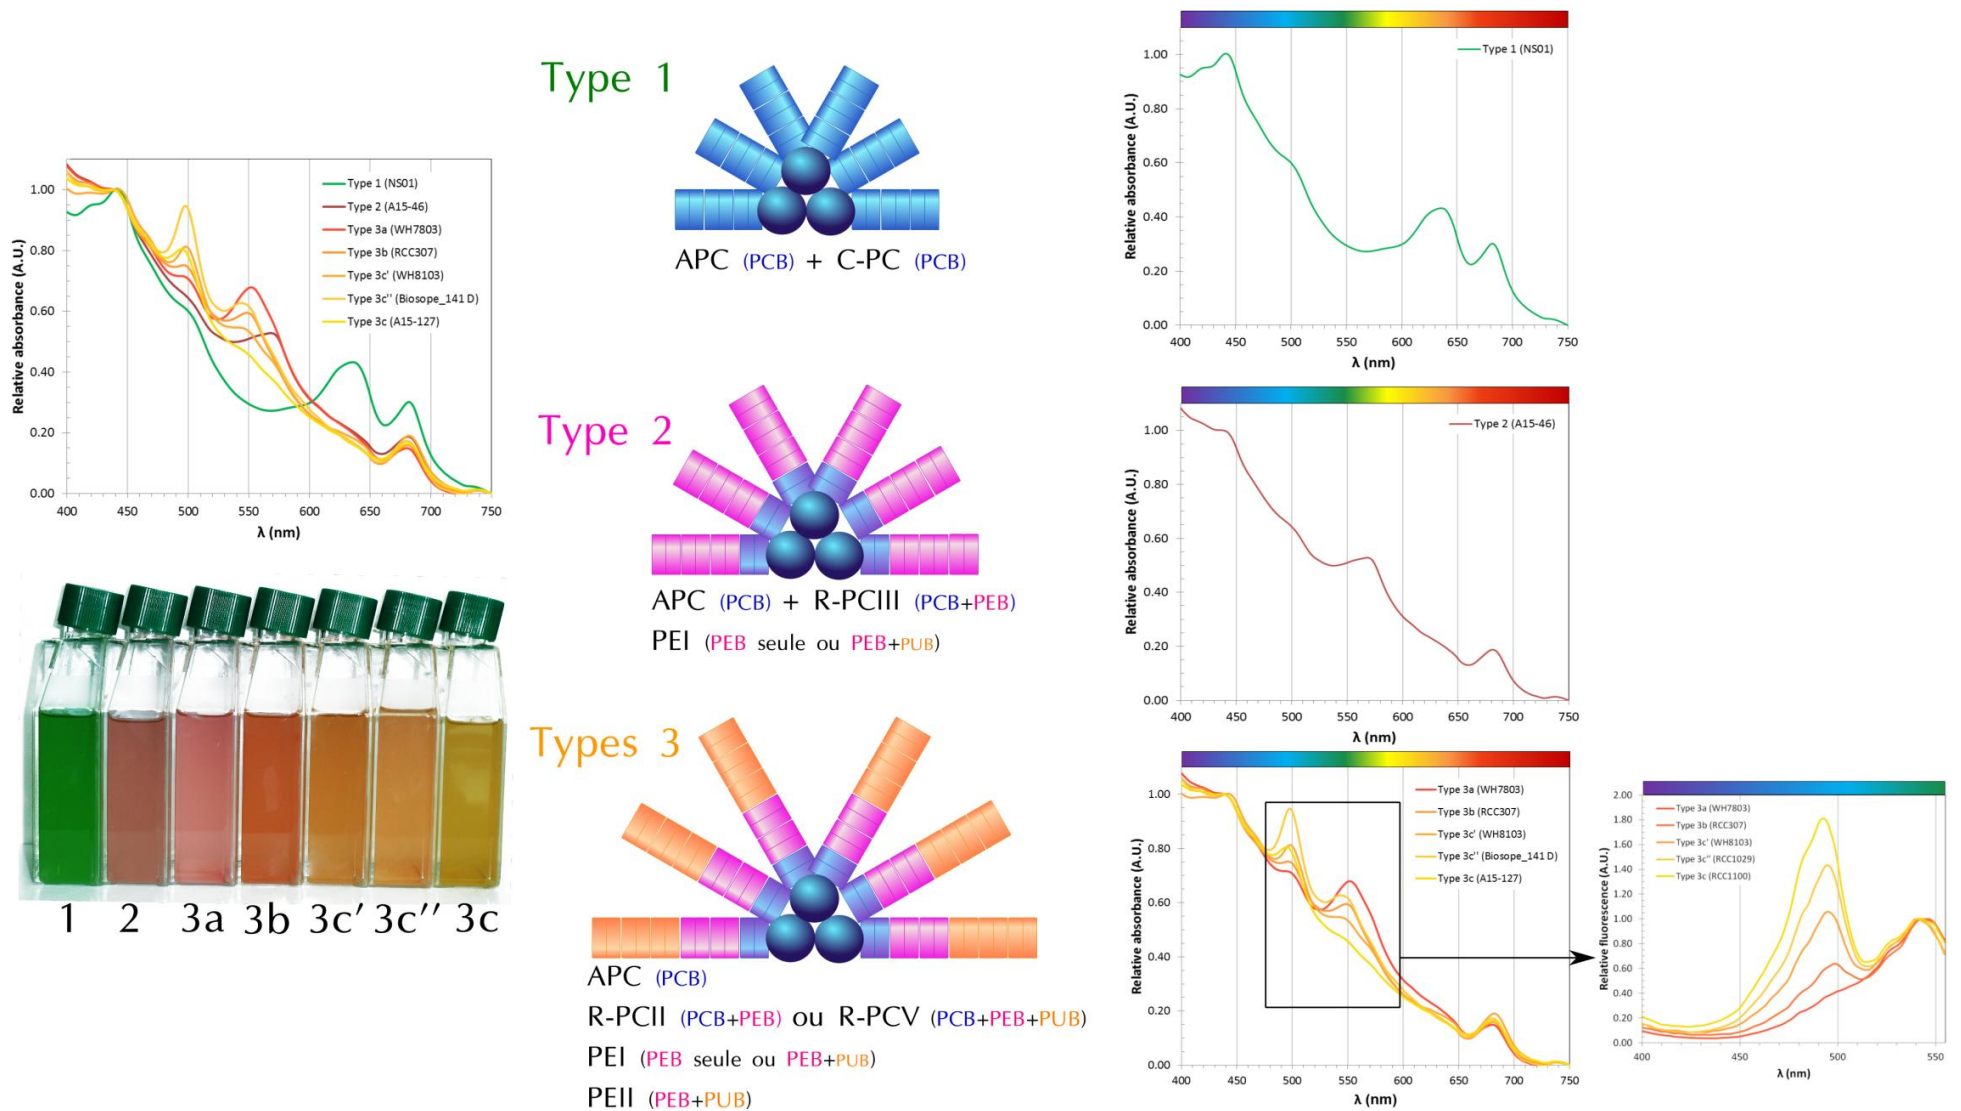 Relative absorbance (A.U.)
1.00
0.80
0.60
0.40
0.20
0.00
400 450 500 550 600 650 700 750
λ (nm)
Type 1 (NS01)
Type 2 (A15-46)
Type 3a (WH7803)
Type 3b (RCC307)
Type 3c' (WH8103)
Type 3c'' (Biosope_141 D)
Type 3c (A15-127)
1 2 3a 3b 3c' 3c'' 3c
Type 1
APC (PCB) + C-PC (PCB)
Type 2
APC (PCB) + R-PCIII (PCB+PEB)
PEI (PEB seule ou PEB+PUB)
Types 3
APC (PCB)
R-PCII (PCB+PEB) ou R-PCV (PCB+PEB+PUB)
PEI (PEB seule ou PEB+PUB)
PEII (PEB+PUB)
Relative absorbance (A.U.)
1.00
0.80
0.60
0.40
0.20
0.00
400 450 500 550 600 650 700 750
λ (nm)
Type 1 (NS01)
Relative absorbance (A.U.)
1.00
0.80
0.60
0.40
0.20
0.00
400 450 500 550 600 650 700 750
λ (nm)
Type 2 (A15-46)
Relative absorbance (A.U.)
1.00
0.80
0.60
0.40
0.20
0.00
400 450 500 550 600 650 700 750
λ (nm)
Type 3a (WH7803)
Type 3b (RCC307)
Type 3c' (WH8103)
Type 3c'' (Biosope_141 D)
Type 3c (A15-127)
Relative fluorescence (A.U.)
2.00
1.80
1.60
1.40
1.20
1.00
0.80
0.60
0.40
0.20
0.00
400 450 500 550
λ (nm)
Type 3a (WH7803)
Type 3b (RCC307)
Type 3c' (WH8103)
Type 3c'' (RCC1029)
Type 3c (RCC1100)